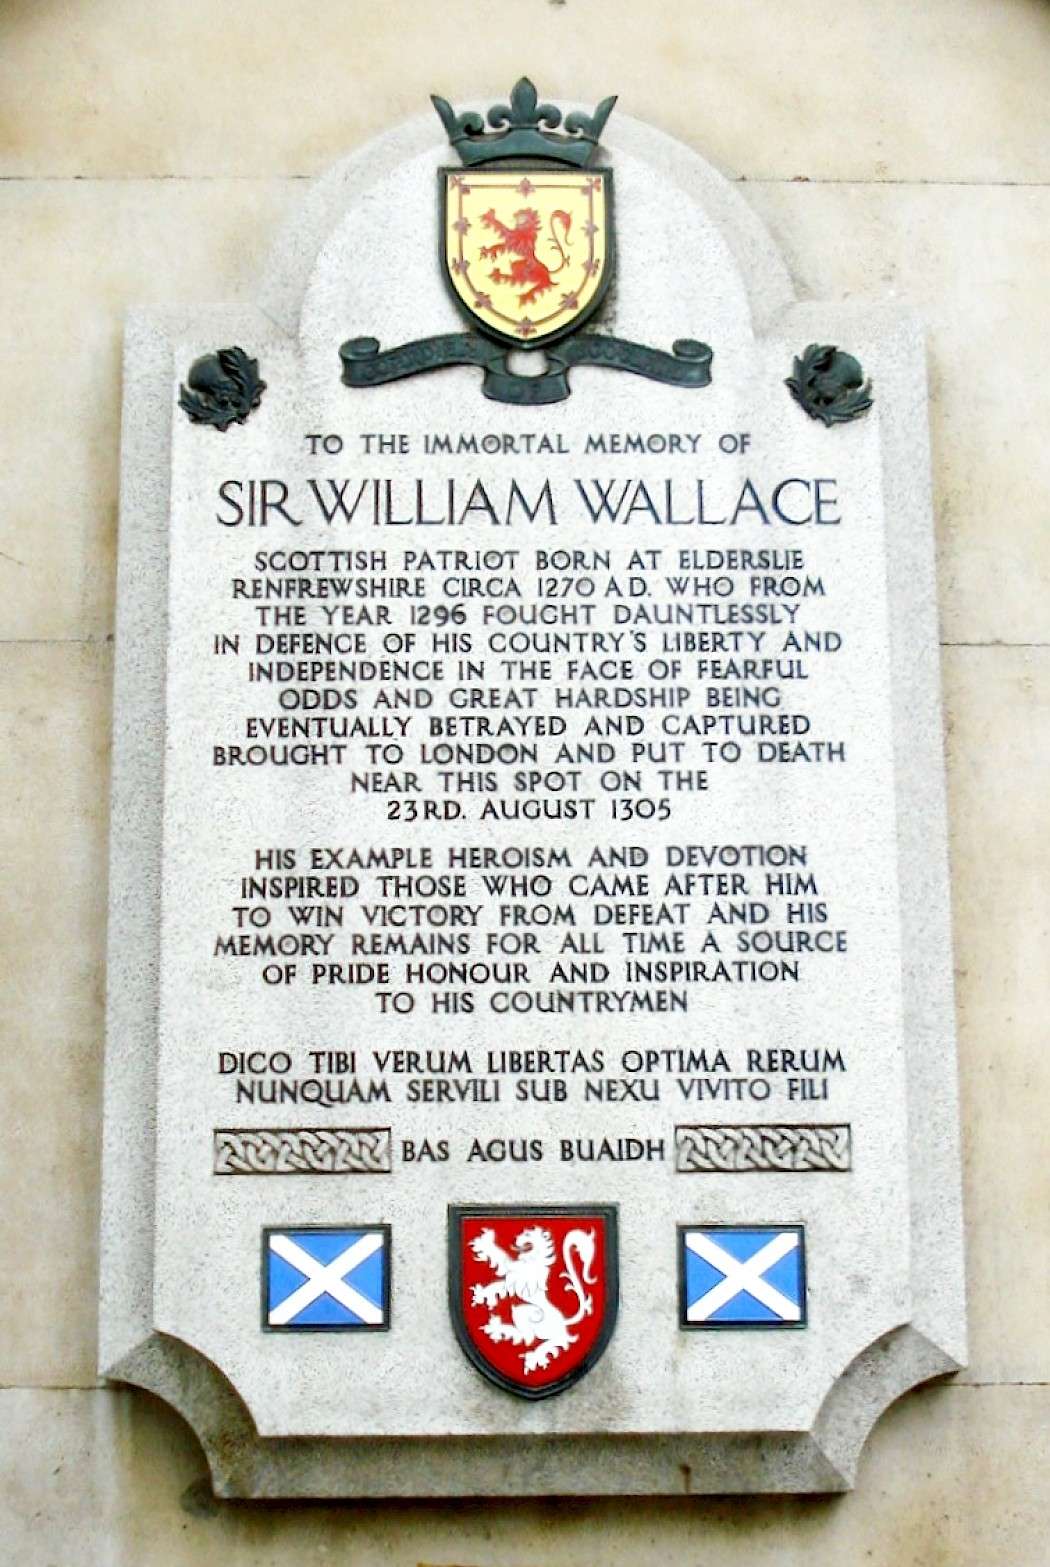 TO THE IMMORTAL MEMORY OF
SIR WILLIAM WALLACE
SCOTTISH PATRIOT BORN AT ELDERSLIE
RENFREWSHIRE CIRCA 1270 A.D. WHO FROM
THE YEAR 1296 FOUGHT DAUNTLESSLY
IN DEFENCE OF HIS COUNTRY'S LIBERTY AND
INDEPENDENCE IN THE FACE OF FEARFUL
ODDS AND GREAT HARDSHIP BEING
EVENTUALLY BETRAYED AND CAPTURED
BROUGHT TO LONDON AND PUT TO DEATH
NEAR THIS SPOT ON THE
23RD. AUGUST 1305
HIS EXAMPLE HEROISM AND DEVOTION
INSPIRED THOSE WHO CAME AFTER HIM
TO WIN VICTORY FROM DEFEAT AND HIS
MEMORY REMAINS FOR ALL TIME A SOURCE
OF PRIDE HONOUR AND INSPIRATION
TO HIS COUNTRYMEN
DICO TIBI VERUM LIBERTAS OPTIMA RERUM
NUNQUAM SERVILI SUB NEXU VIVITO FILI
BAS AGUS BUAIDH